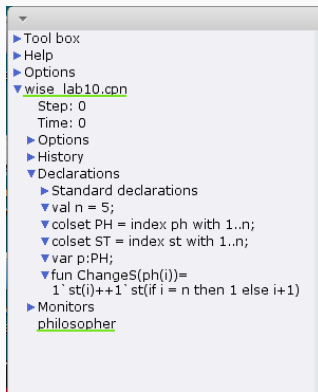 Tool box
Help
Options
wise_lab10.cpn
Step: 0
Time: 0
Options
History
Declarations
Standard declarations
val n = 5;
colset PH = index ph with 1..n;
colset ST = index st with 1..n;
var p:PH;
fun ChangeS(ph(i))=
1`st(i)++1`st(if i = n then 1 else i+1)
Monitors
philosopher